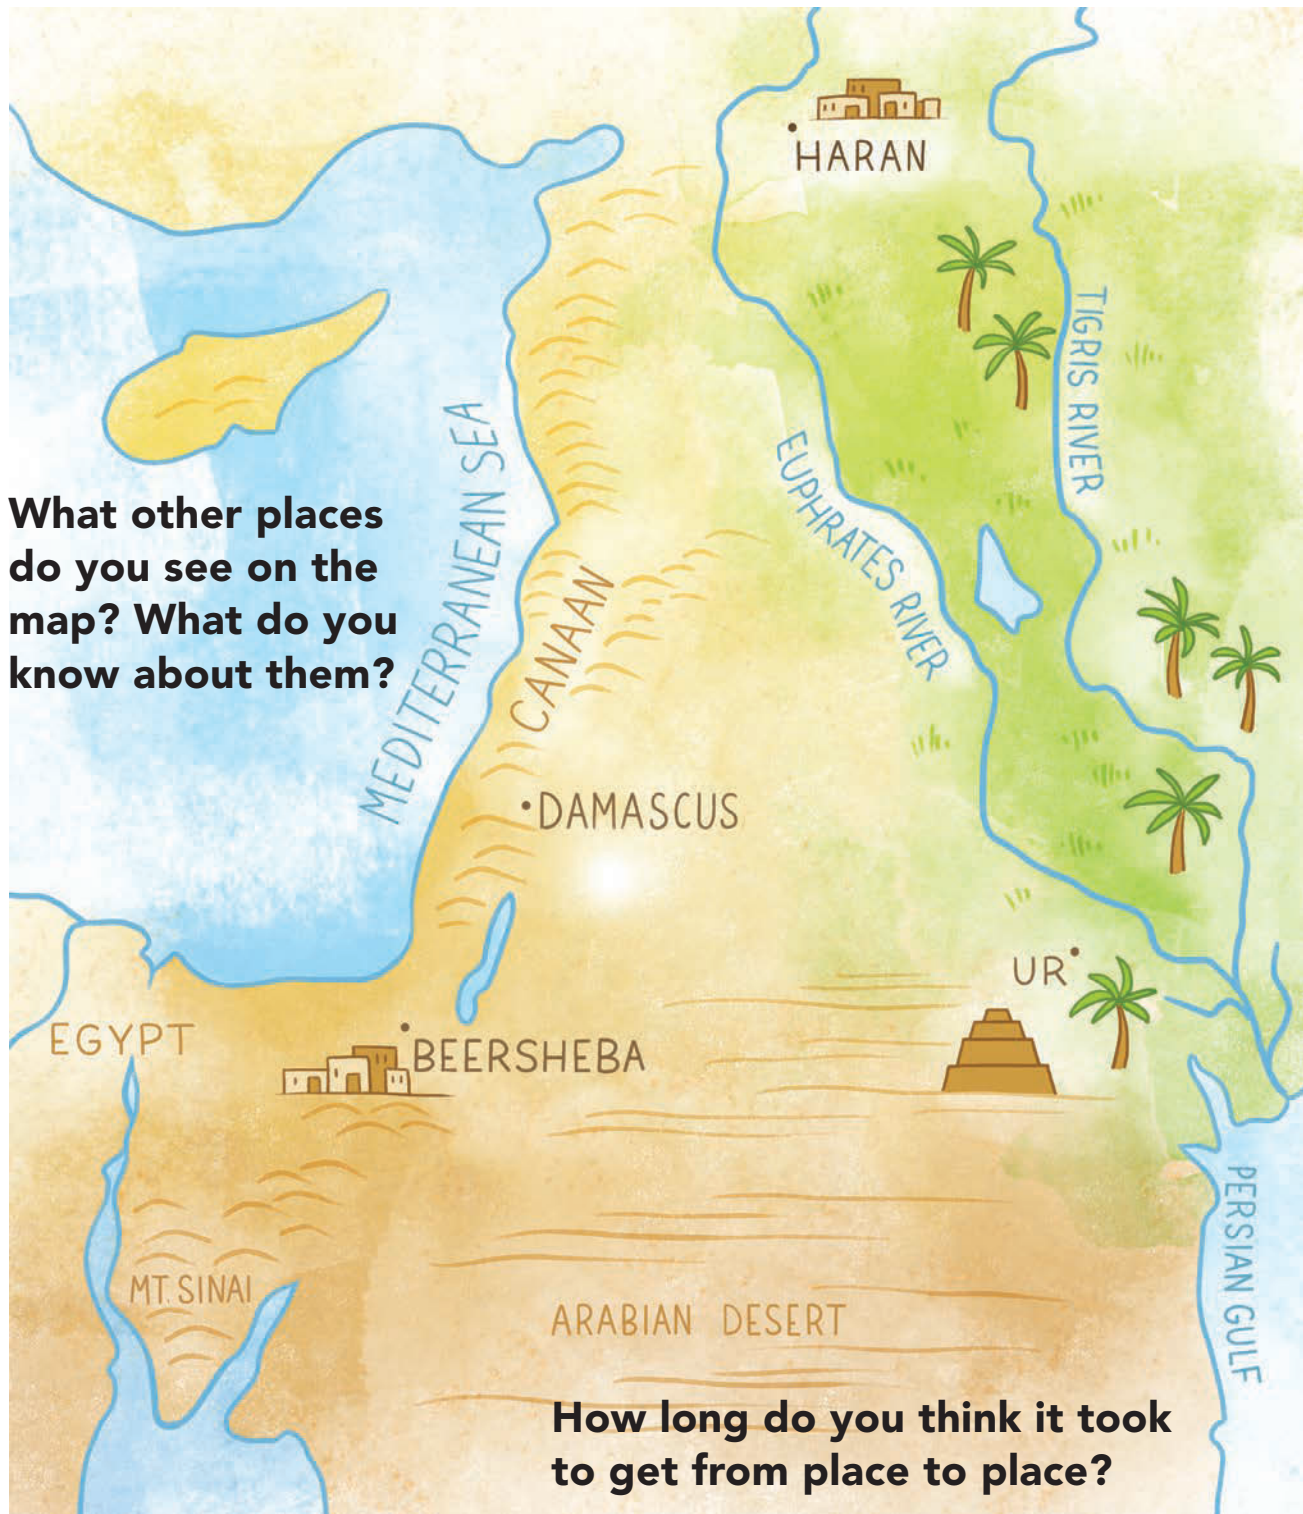 HARAN
TIGRIS RIVER
MEDITERRANEAN SEA
EUPHRATES RIVER
What other places
do you see on the
map? What do you
know about them?
CANAAN
DAMASCUS
UR
EGYPT
BEERSHEBA
PERSIAN GULF
MT. SINAI
ARABIAN DESERT
How long do you think it took
to get from place to place?